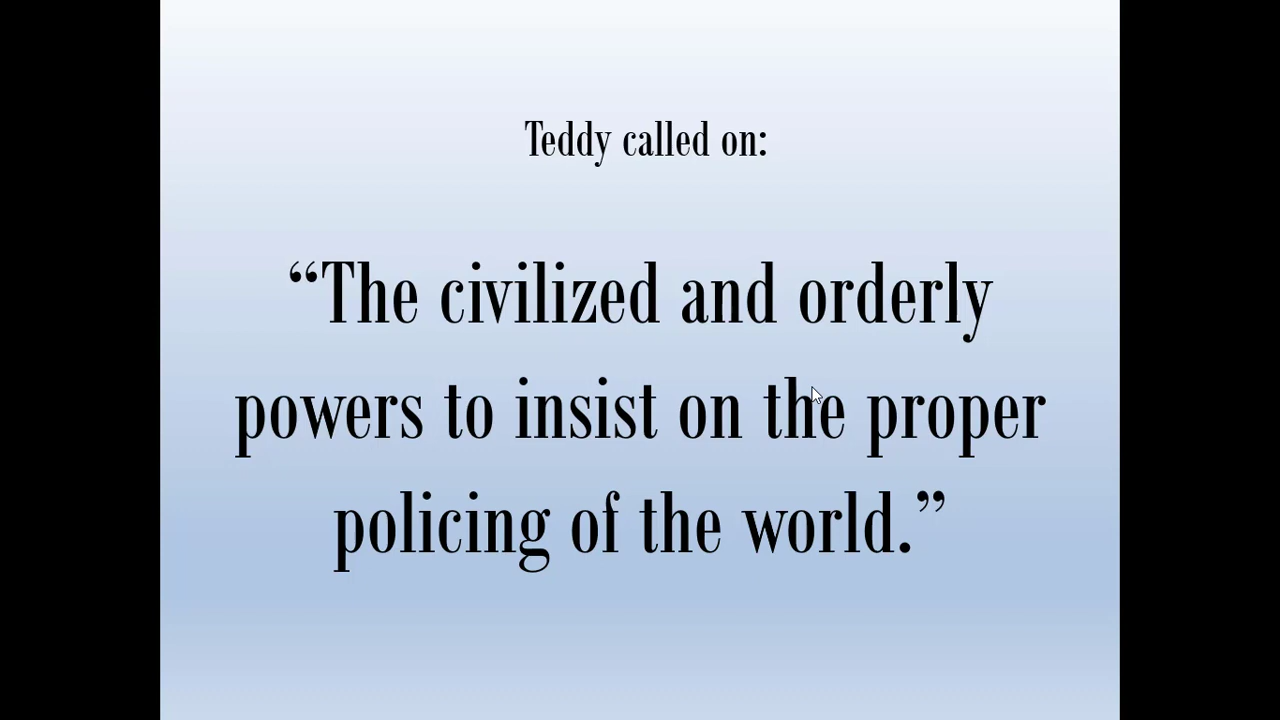 Teddy called on:
“The civilized and orderly
powers to insist on the proper
policing of the world.”